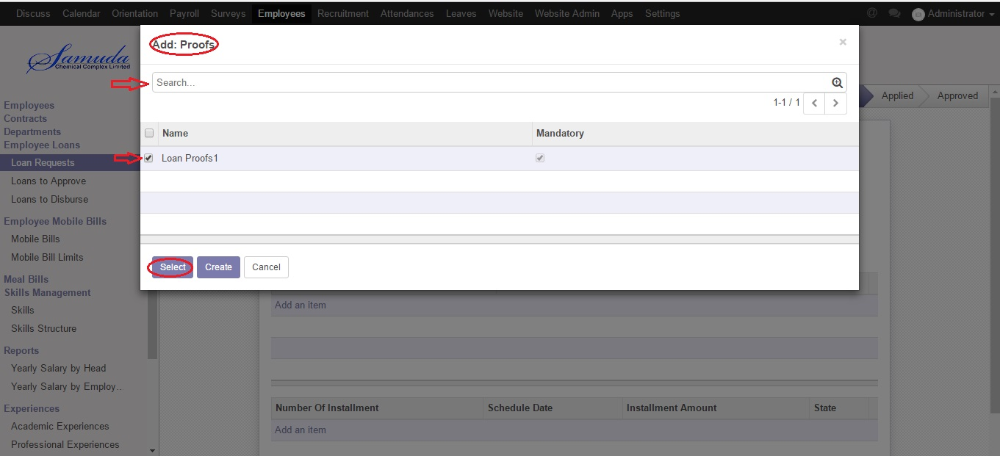 Discuss Calendar Orientation Payroll Surveys Employees Recruitment Attendances Leaves Website Website Admin Apps Settings @ Administrator
Samuda
Chemical Complex Limited
Add: Proofs ×
Search...
1-1 / 1
Applied Approved
Name Mandatory
Loan Proofs1
Select Create Cancel
Employees
Contracts
Departments
Employee Loans
Loan Requests
Loans to Approve
Loans to Disburse
Employee Mobile Bills
Mobile Bills
Mobile Bill Limits
Meal Bills
Skills Management
Skills
Skills Structure
Reports
Yearly Salary by Head
Yearly Salary by Employ..
Experiences
Academic Experiences
Professional Experiences
Add an item
Number Of Installment Schedule Date Installment Amount State
Add an item